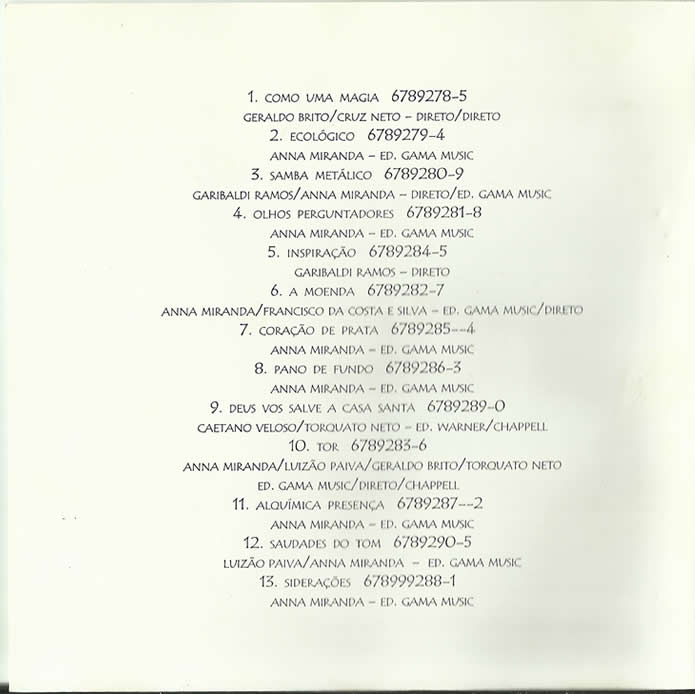 1. COMO UMA MAGIA 6789278-5
GERALDO BRITO/CRUZ NETO - DIRETO/DIRETO
2. ECOLÓGICO 6789279-4
ANNA MIRANDA - ED. GAMA MUSIC
3. SAMBA METÁLICO 6789280-9
GARIBALDI RAMOS/ANNA MIRANDA - DIRETO/ED. GAMA MUSIC
4. OLHOS PERGUNTADORES 6789281-8
ANNA MIRANDA - ED. GAMA MUSIC
5. INSPIRAÇÃO 6789284-5
GARIBALDI RAMOS - DIRETO
6. A MOENDA 6789282-7
ANNA MIRANDA/FRANCISCO DA COSTA E SILVA - ED. GAMA MUSIC/DIRETO
7. CORAÇÃO DE PRATA 6789285--4
ANNA MIRANDA - ED. GAMA MUSIC
8. PANO DE FUNDO 6789286-3
ANNA MIRANDA - ED. GAMA MUSIC
9. DEUS VOS SALVE A CASA SANTA 6789289-0
CAETANO VELOSO/TORQUATO NETO - ED. WARNER/CHAPPELL
10. TOR 6789283-6
ANNA MIRANDA/LUIZÃO PAIVA/GERALDO BRITO/TORQUATO NETO
ED. GAMA MUSIC/DIRETO/CHAPPELL
11. ALQUÍMICA PRESENÇA 6789287--2
ANNA MIRANDA - ED. GAMA MUSIC
12. SAUDADES DO TOM 6789290-5
LUIZÃO PAIVA/ANNA MIRANDA - ED. GAMA MUSIC
13. SIDERAÇÕES 678999288-1
ANNA MIRANDA - ED. GAMA MUSIC